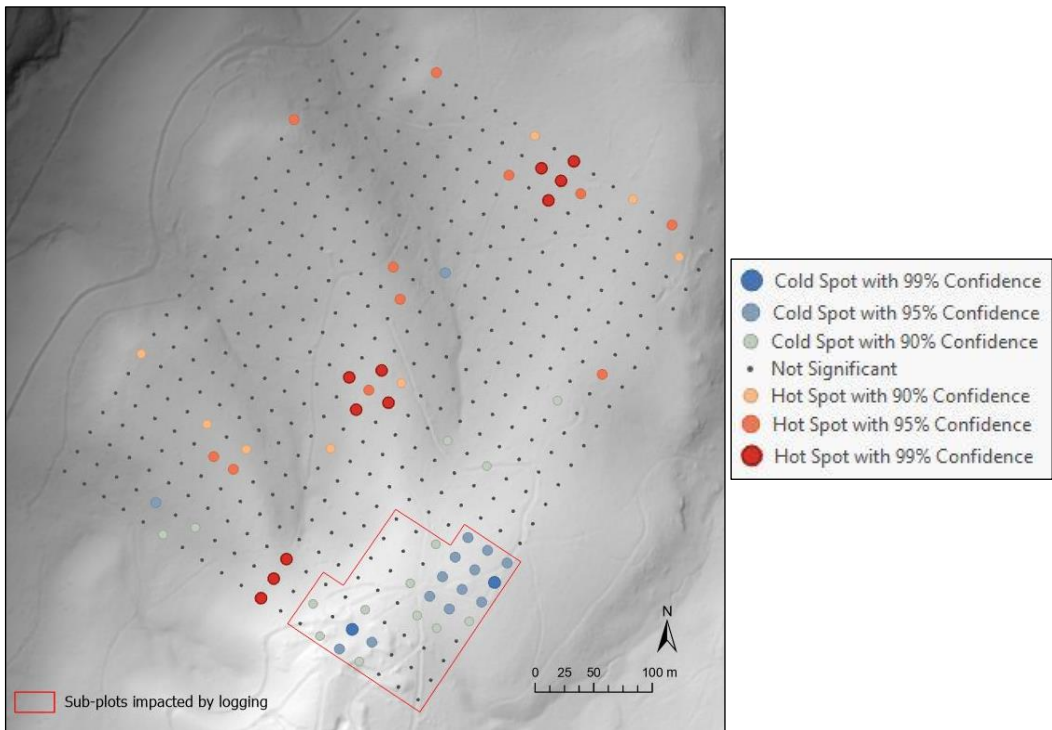 Cold Spot with 99% Confidence
Cold Spot with 95% Confidence
Cold Spot with 90% Confidence
Not Significant
Hot Spot with 90% Confidence
Hot Spot with 95% Confidence
Hot Spot with 99% Confidence
N
0 25 50 100 m
Sub-plots impacted by logging